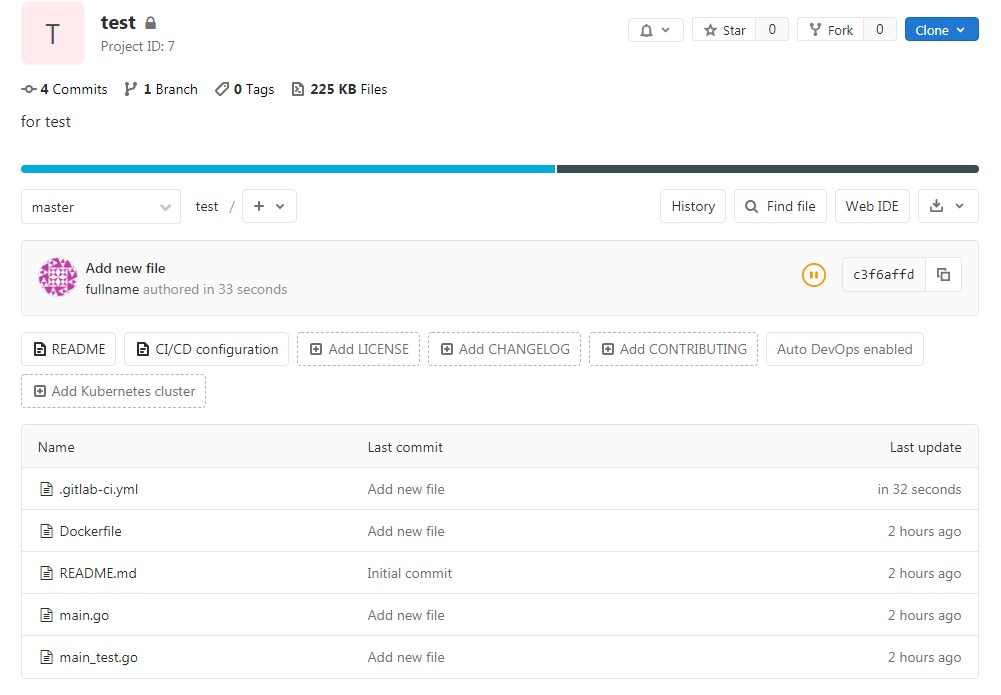 T
test
Project ID: 7
Star 0
Fork 0
Clone
4 Commits 1 Branch 0 Tags 225 KB Files
for test
master
test / +
History
Find file
Web IDE
Add new file
fullname authored in 33 seconds
c3f6affd
README
CI/CD configuration
Add LICENSE
Add CHANGELOG
Add CONTRIBUTING
Auto DevOps enabled
Add Kubernetes cluster
Name Last commit Last update
.gitlab-ci.yml Add new file in 32 seconds
Dockerfile Add new file 2 hours ago
README.md Initial commit 2 hours ago
main.go Add new file 2 hours ago
main_test.go Add new file 2 hours ago